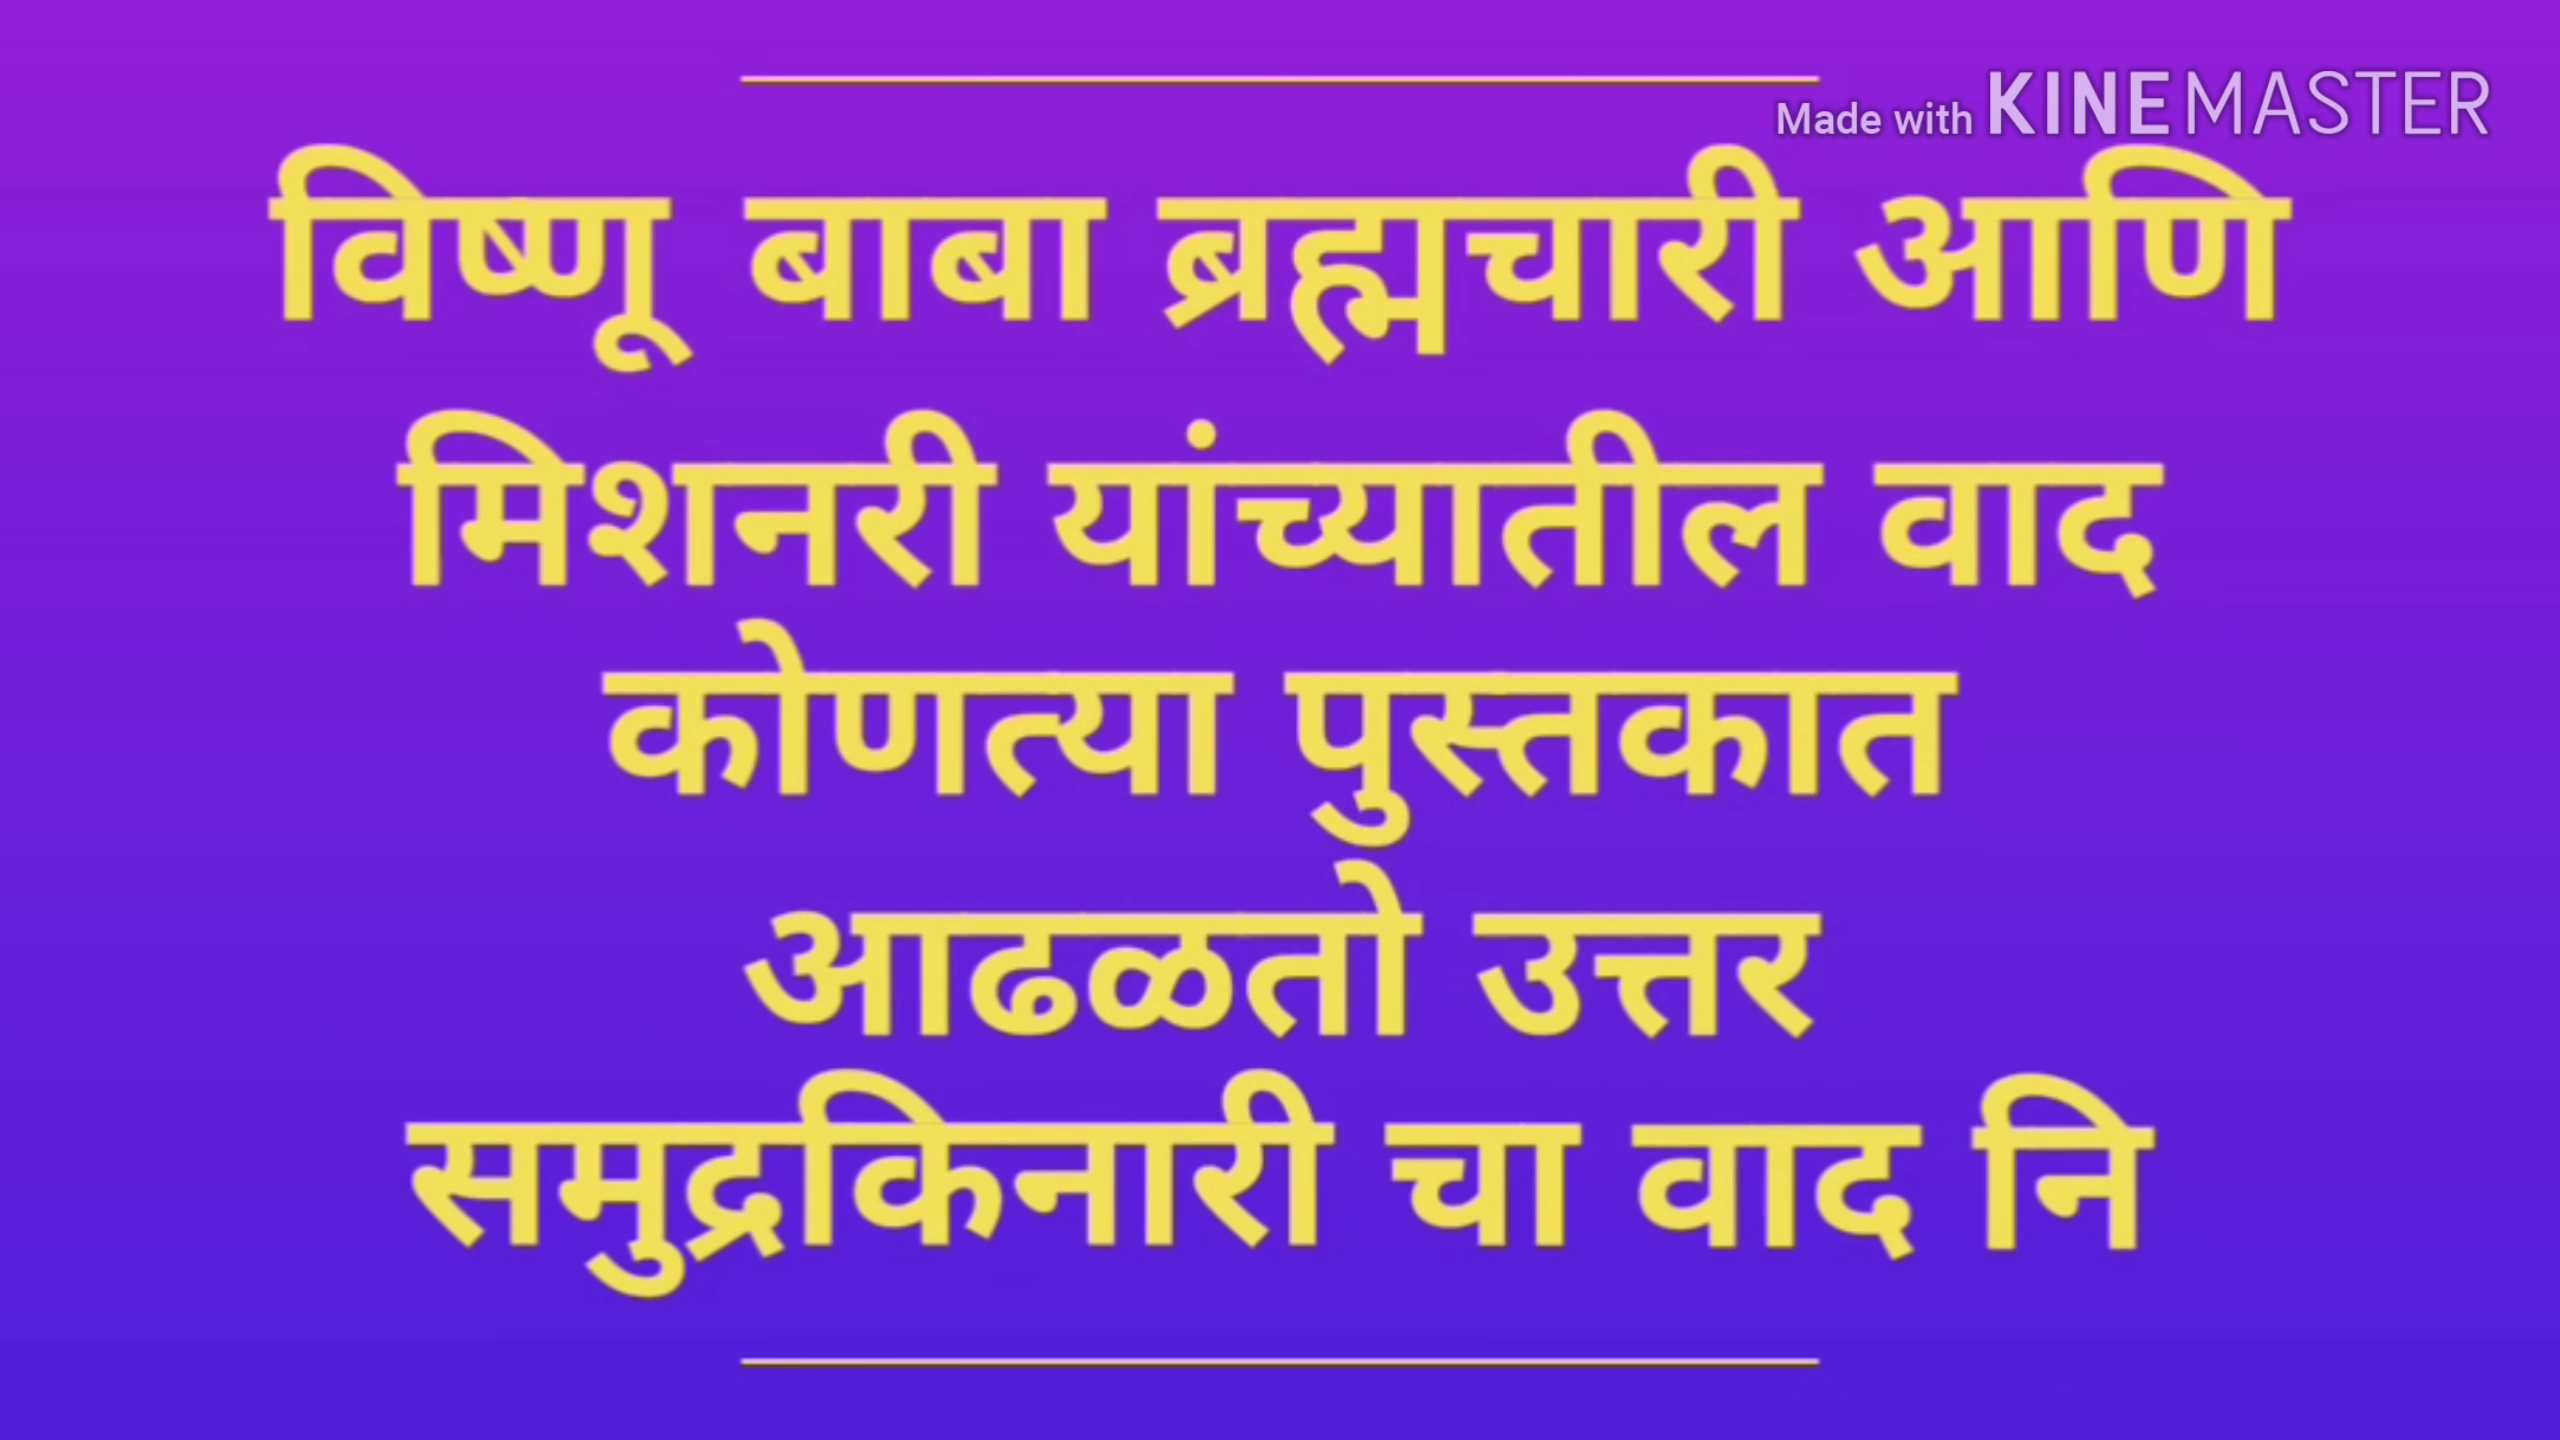 Made with KINEMASTER
विष्णू बाबा ब्रह्मचारी आणि
मिशनरी यांच्यातील वाद
कोणत्या पुस्तकात
आढळतो उत्तर
समुद्रकिनारी चा वाद नि